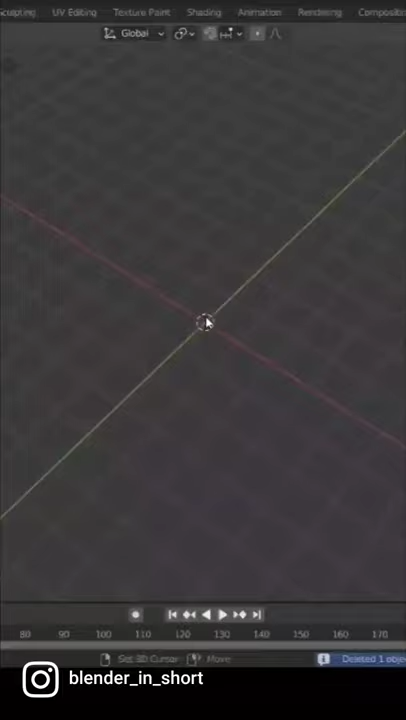 Sculpting UV Editing Texture Paint Shading Animation Rendering Compositi
Global
80 90 100 110 120 130 140 150 160 170
Set 3D Cursor Move Deleted 1 obje
blender_in_short